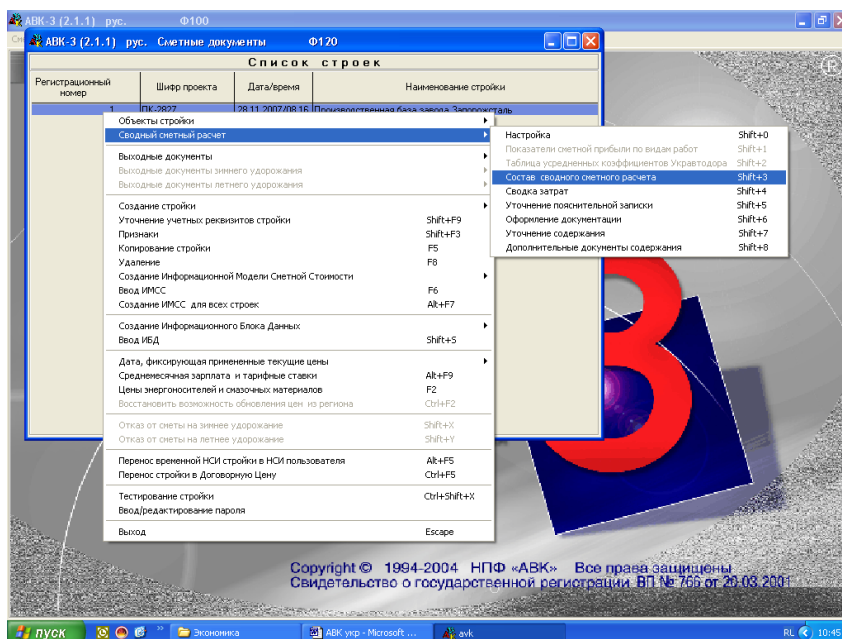 АВК-3 (2.1.1) рус. Ф100
АВК-3 (2.1.1) рус. Сметные документы Ф120
Список строек
Регистрационный номер Шифр проекта Дата/время Наименование стройки
1 ПК-2827 28.11.2007/08.16 Производственная база завода Запорожсталь
Объекты стройки
Сводный сметный расчет
Выходные документы
Выходные документы зимнего удорожания
Выходные документы летнего удорожания
Создание стройки
Уточнение учетных реквизитов стройки Shift+F9
Признаки Shift+F3
Копирование стройки F5
Удаление F8
Создание Информационной Модели Сметной Стоимости
Ввод ИМСС F6
Создание ИМСС для всех строек Alt+F7
Создание Информационного Блока Данных
Ввод ИБД Shift+S
Дата, фиксирующая примененные текущие цены
Среднемесячная зарплата и тарифные ставки Alt+F9
Цены энергоносителей и смазочных материалов F2
Восстановить возможность обновления цен из региона Ctrl+F2
Отказ от сметы на зимнее удорожание Shift+X
Отказ от сметы на летнее удорожание Shift+Y
Перенос временной НСИ стройки в НСИ пользователя Alt+F5
Перенос стройки в Договорную Цену Ctrl+F5
Тестирование стройки Ctrl+Shift+X
Ввод/редактирование пароля
Выход Escape
Настройка Shift+0
Показатели сметной прибыли по видам работ Shift+1
Таблица усредненных коэффициентов Укравтодора Shift+2
Состав сводного сметного расчета Shift+3
Сводка затрат Shift+4
Уточнение пояснительной записки Shift+5
Оформление документации Shift+6
Уточнение содержания Shift+7
Дополнительные документы содержания Shift+8
®
3
Copyright © 1994-2004 НПФ «АВК» Все права защищены
Свидетельство о государственной регистрации ВП № 766 от 20.03.2001
пуск
Экономика
АВК укр - Microsoft ...
avk
RL
10:45